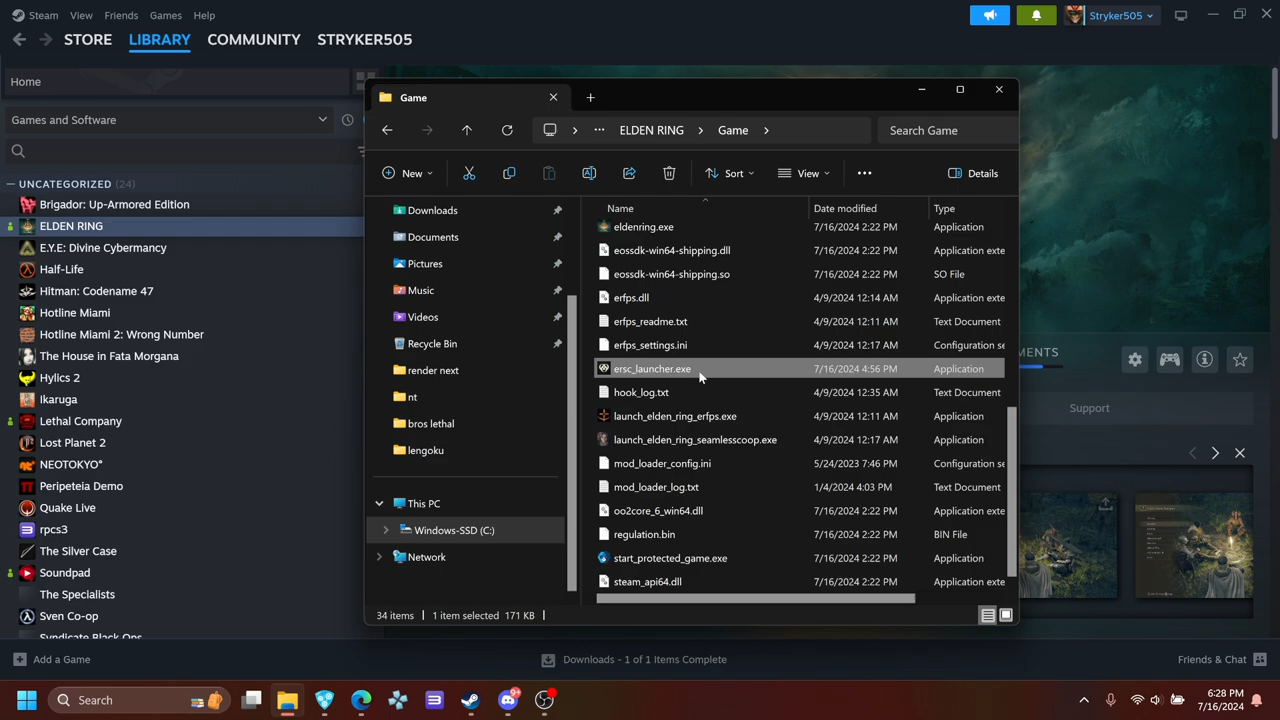 Steam View Friends Games Help
Stryker505
STORE LIBRARY COMMUNITY STRYKER505
Home
Games and Software
UNCATEGORIZED (24)
Brigador: Up-Armored Edition
ELDEN RING
E.Y.E: Divine Cybermancy
Half-Life
Hitman: Codename 47
Hotline Miami
Hotline Miami 2: Wrong Number
The House in Fata Morgana
Hylics 2
Ikaruga
Lethal Company
Lost Planet 2
NEOTOKYO°
Peripeteia Demo
Quake Live
rpcs3
The Silver Case
Soundpad
The Specialists
Sven Co-op
Syndicate Black Ops
Game
ELDEN RING Game Search Game
New Sort View Details
Downloads
Documents
Pictures
Music
Videos
Recycle Bin
render next
nt
bros lethal
lengoku
This PC
Windows-SSD (C:)
Network
Name Date modified Type
eldenring.exe 7/16/2024 2:22 PM Application
eossdk-win64-shipping.dll 7/16/2024 2:22 PM Application exte
eossdk-win64-shipping.so 7/16/2024 2:22 PM SO File
erfps.dll 4/9/2024 12:14 AM Application exte
erfps_readme.txt 4/9/2024 12:11 AM Text Document
erfps_settings.ini 4/9/2024 12:17 AM Configuration se
ersc_launcher.exe 7/16/2024 4:56 PM Application
hook_log.txt 4/9/2024 12:35 AM Text Document
launch_elden_ring_erfps.exe 4/9/2024 12:11 AM Application
launch_elden_ring_seamlesscoop.exe 4/9/2024 12:17 AM Application
mod_loader_config.ini 5/24/2023 7:46 PM Configuration se
mod_loader_log.txt 1/4/2024 4:03 PM Text Document
oo2core_6_win64.dll 7/16/2024 2:22 PM Application exte
regulation.bin 7/16/2024 2:22 PM BIN File
start_protected_game.exe 7/16/2024 2:22 PM Application
steam_api64.dll 7/16/2024 2:22 PM Application exte
34 items 1 item selected 171 KB
MENTS
Support
Add a Game
Downloads - 1 of 1 Items Complete
Friends & Chat
Search
9+
6:28 PM
7/16/2024